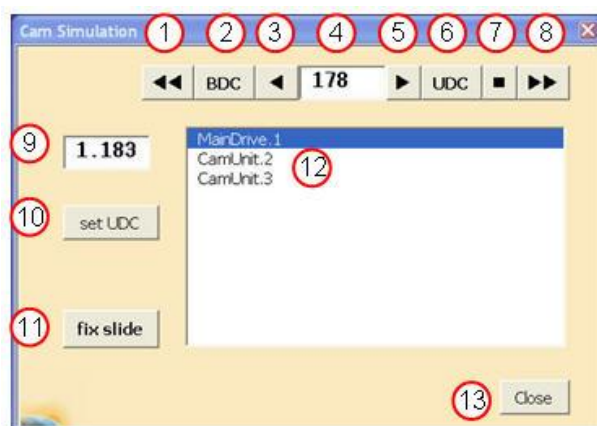 Cam Simulation
1 2 3 4 5 6 7 8
◀◀ BDC ◀ 178 ▶ UDC ■ ▶▶
9 1.183
MainDrive.1
CamUnit.2 12
CamUnit.3
10 set UDC
11 fix slide
13 Close